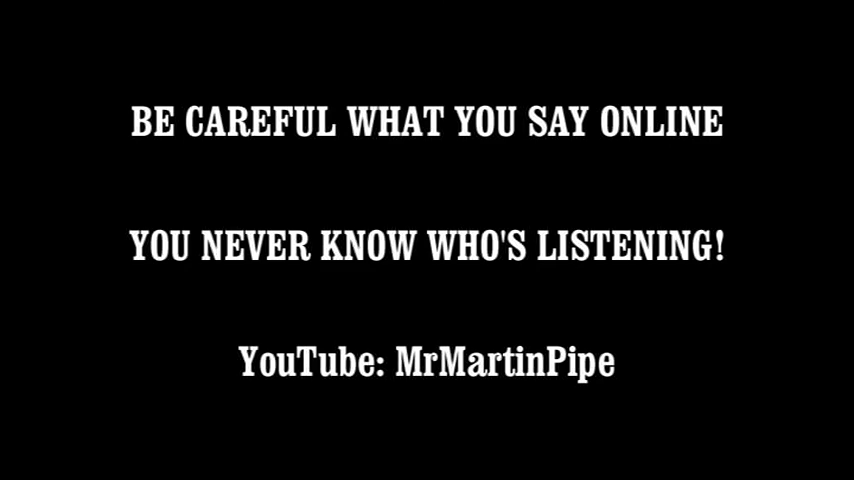 BE CAREFUL WHAT YOU SAY ONLINE
YOU NEVER KNOW WHO'S LISTENING!
YouTube: MrMartinPipe